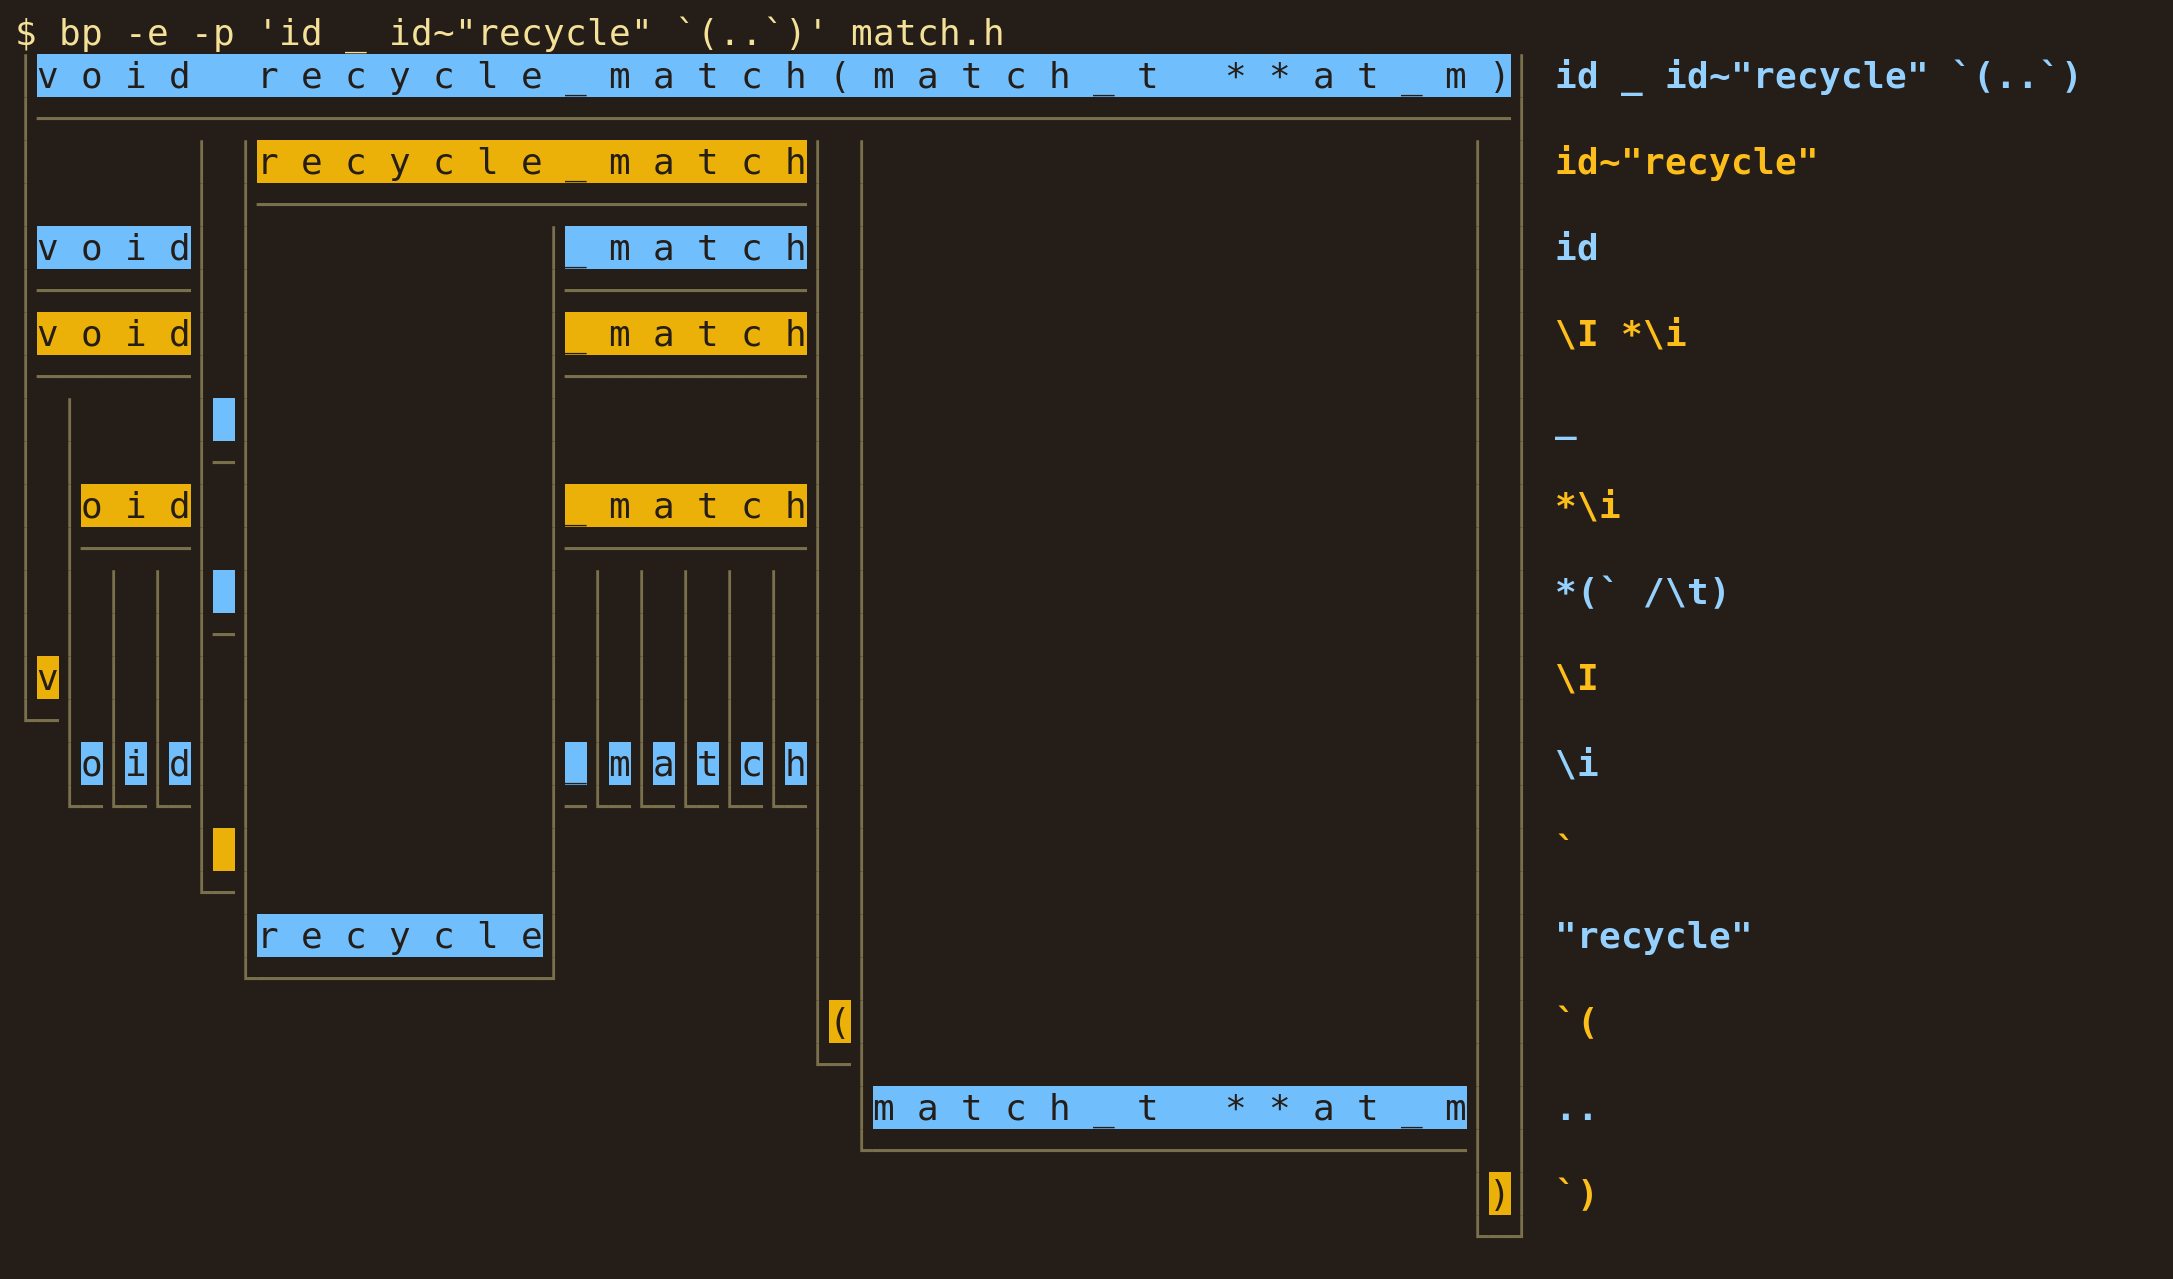 $ bp -e -p 'id _ id~"recycle" `(..`)' match.h
void recycle_match(match_t **at_m) id _ id~"recycle" `(..`)
recycle_match id~"recycle"
void _match id
void _match \I *\i
_
oid _match *\i
*(` /\t)
v \I
o i d _ m a t c h \i
`
recycle "recycle"
( `(
match_t **at_m ..
) `)